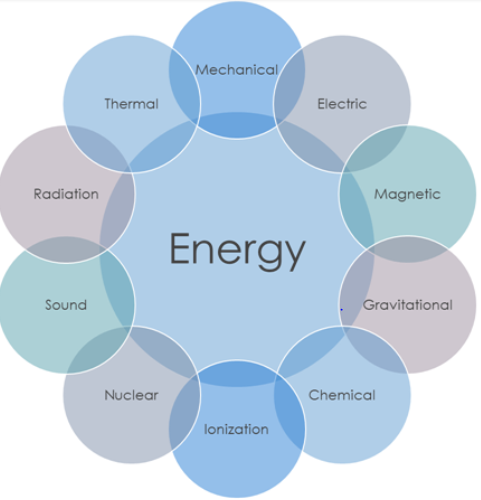 Mechanical
Thermal
Electric
Radiation
Magnetic
Energy
Sound
Gravitational
Nuclear
Chemical
Ionization